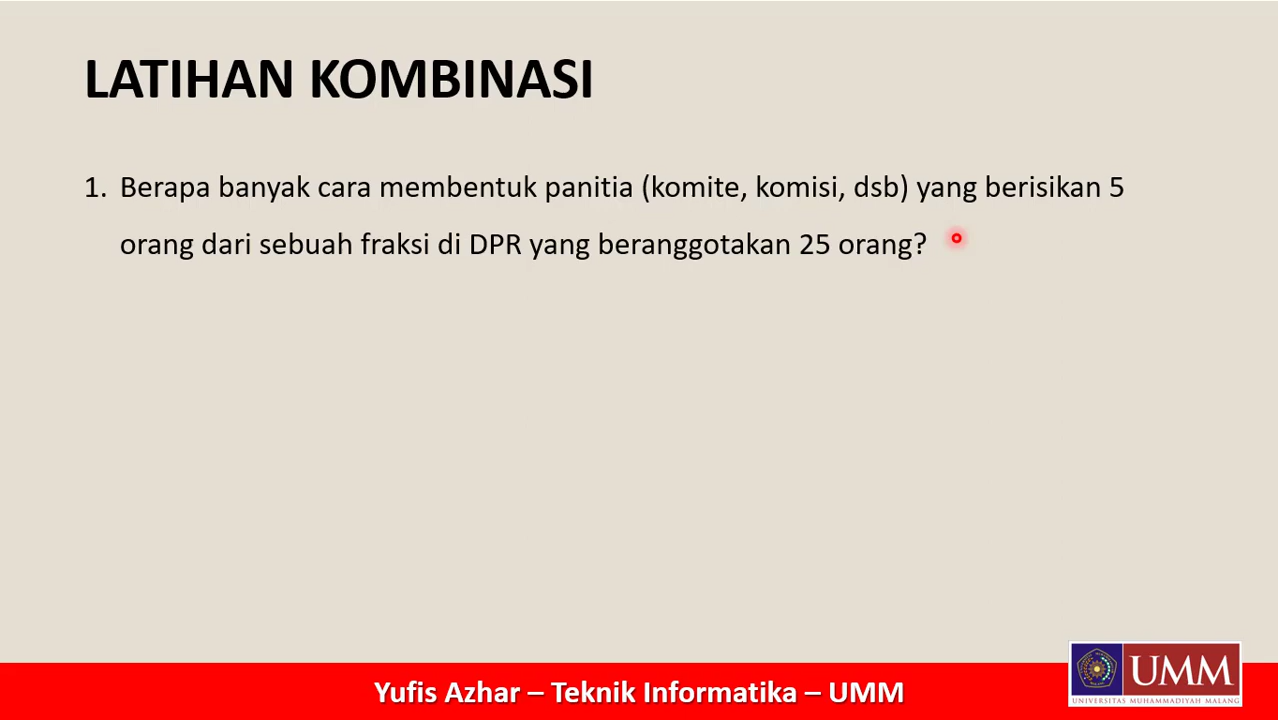 LATIHAN KOMBINASI
1. Berapa banyak cara membentuk panitia (komite, komisi, dsb) yang berisikan 5
orang dari sebuah fraksi di DPR yang beranggotakan 25 orang?
Yufis Azhar – Teknik Informatika – UMM
UMM
UNIVERSITAS MUHAMMADIYAH MALANG